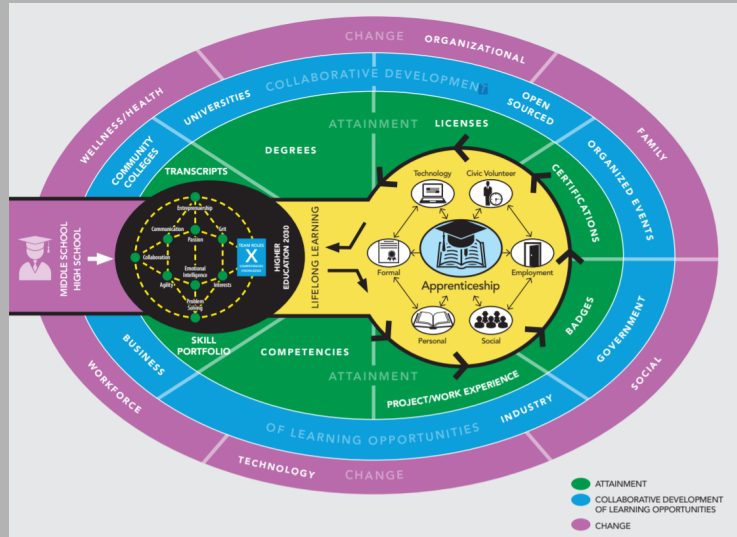 CHANGE
ORGANIZATIONAL
COLLABORATIVE DEVELOPMENT
UNIVERSITIES
OPEN
SOURCED
WELLNESS/HEALTH
COMMUNITY
COLLEGES
FAMILY
ORGANIZED EVENTS
ATTAINMENT
LICENSES
DEGREES
TRANSCRIPTS
CERTIFICATIONS
Technology
Civic Volunteer
Entrepreneurship
Communication
Grit
Passion
Collaboration
TEAM ROLES
X
Emotional
Intelligence
Agility
Interests
Problem
Solving
HIGHER
EDUCATION 2030
LIFELONG LEARNING
MIDDLE SCHOOL
HIGH SCHOOL
Formal
Employment
Apprenticeship
Personal
Social
SKILL
PORTFOLIO
COMPETENCIES
BADGES
ATTAINMENT
PROJECT/WORK EXPERIENCE
BUSINESS
GOVERNMENT
WORKFORCE
SOCIAL
INDUSTRY
OF LEARNING OPPORTUNITIES
TECHNOLOGY
CHANGE
ATTAINMENT
COLLABORATIVE DEVELOPMENT
OF LEARNING OPPORTUNITIES
CHANGE